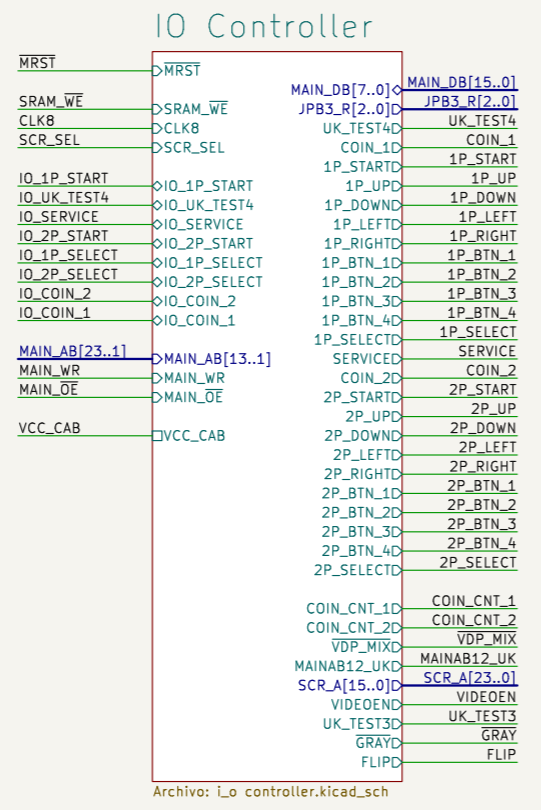 IO Controller
MRST
SRAM_WE
CLK8
SCR_SEL
IO_1P_START
IO_UK_TEST4
IO_SERVICE
IO_2P_START
IO_1P_SELECT
IO_2P_SELECT
IO_COIN_2
IO_COIN_1
MAIN_AB[23..1]
MAIN_WR
MAIN_OE
VCC_CAB
MRST
SRAM_WE
CLK8
SCR_SEL
IO_1P_START
IO_UK_TEST4
IO_SERVICE
IO_2P_START
IO_1P_SELECT
IO_2P_SELECT
IO_COIN_2
IO_COIN_1
MAIN_AB[13..1]
MAIN_WR
MAIN_OE
VCC_CAB
MAIN_DB[7..0]
JPB3_R[2..0]
UK_TEST4
COIN_1
1P_START
1P_UP
1P_DOWN
1P_LEFT
1P_RIGHT
1P_BTN_1
1P_BTN_2
1P_BTN_3
1P_BTN_4
1P_SELECT
SERVICE
COIN_2
2P_START
2P_UP
2P_DOWN
2P_LEFT
2P_RIGHT
2P_BTN_1
2P_BTN_2
2P_BTN_3
2P_BTN_4
2P_SELECT
COIN_CNT_1
COIN_CNT_2
VDP_MIX
MAINAB12_UK
SCR_A[15..0]
VIDEOEN
UK_TEST3
GRAY
FLIP
MAIN_DB[15..0]
JPB3_R[2..0]
UK_TEST4
COIN_1
1P_START
1P_UP
1P_DOWN
1P_LEFT
1P_RIGHT
1P_BTN_1
1P_BTN_2
1P_BTN_3
1P_BTN_4
1P_SELECT
SERVICE
COIN_2
2P_START
2P_UP
2P_DOWN
2P_LEFT
2P_RIGHT
2P_BTN_1
2P_BTN_2
2P_BTN_3
2P_BTN_4
2P_SELECT
COIN_CNT_1
COIN_CNT_2
VDP_MIX
MAINAB12_UK
SCR_A[23..0]
VIDEOEN
UK_TEST3
GRAY
FLIP
Archivo: i_o controller.kicad_sch